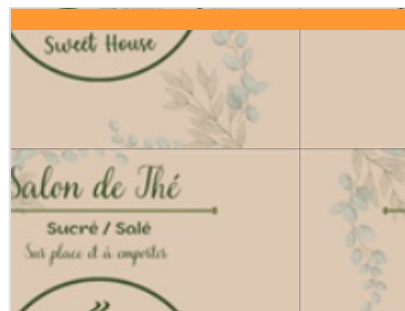 Sweet House
Salon de Thé
Sucré / Salé
Sur place et à emporter